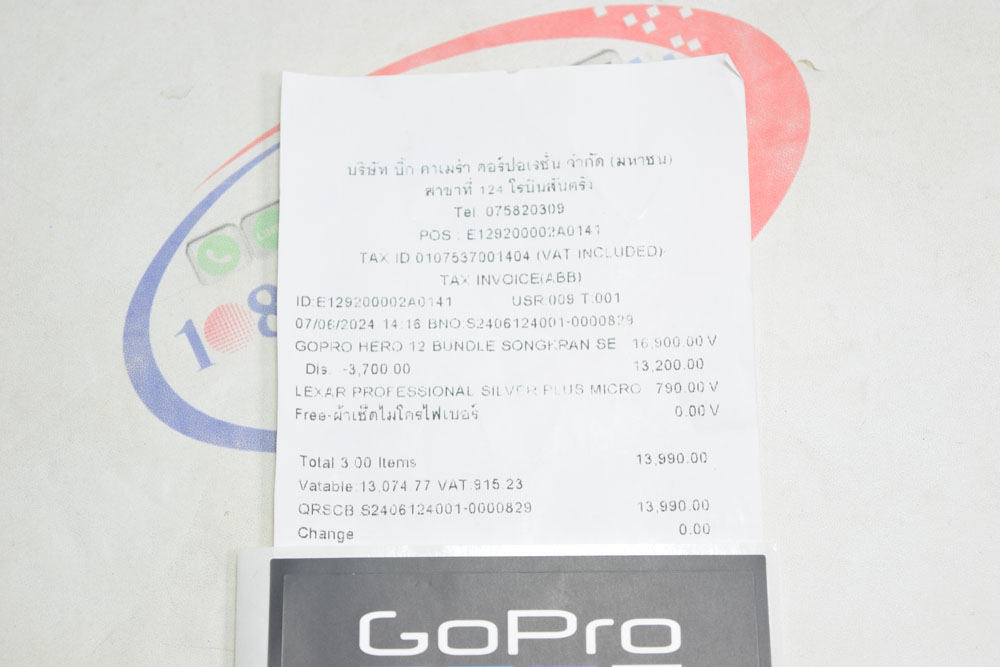 บริษัท บิ๊ก คาเมร่า คอร์ปอเรชั่น จำกัด (มหาชน)
สาขาที่ 124 โรบินสันตรัง
Tel. 075820309
POS : E129200002A0141
TAX ID.0107537001404 (VAT INCLUDED)
TAX INVOICE(ABB)
ID:E129200002A0141 USR:009 T:001
07/06/2024 14:16 BNO:S2406124001-0000829
GOPRO HERO 12 BUNDLE SONGKRAN SE 16,900.00 V
Dis. -3,700.00 13,200.00
LEXAR PROFESSIONAL SILVER PLUS MICRO 790.00 V
Free-ผ้าเช็ดไมโครไฟเบอร์ 0.00 V
Total 3.00 Items 13,990.00
Vatable:13,074.77 VAT:915.23
QRSCB S2406124001-0000829 13,990.00
Change 0.00
108
GoPro